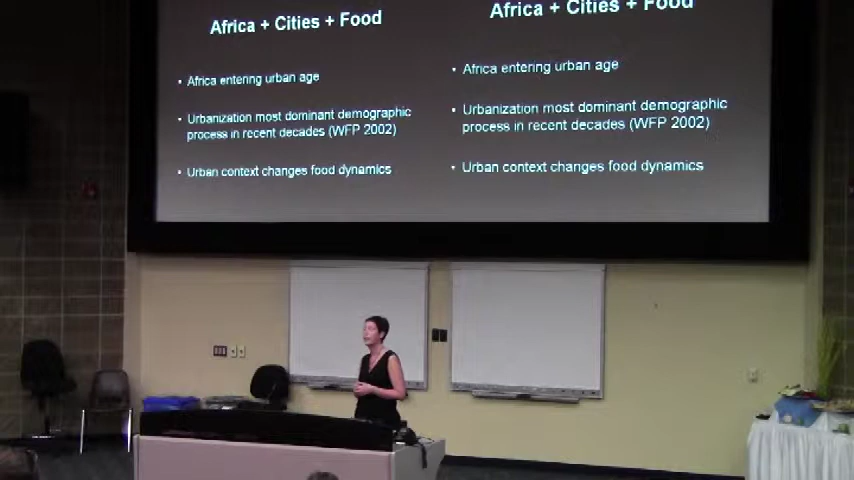 Africa + Cities + Food
• Africa entering urban age
• Urbanization most dominant demographic
process in recent decades (WFP 2002)
• Urban context changes food dynamics
Africa + Cities + Food
• Africa entering urban age
• Urbanization most dominant demographic
process in recent decades (WFP 2002)
• Urban context changes food dynamics